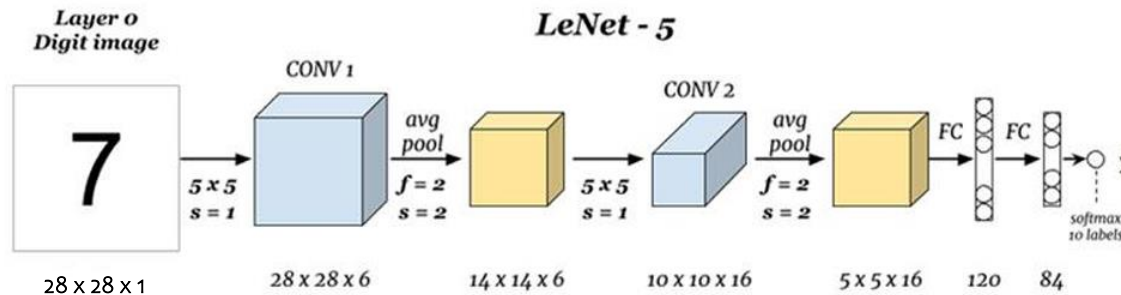 Layer 0
Digit image
LeNet - 5
7
CONV 1
CONV 2
5 x 5
s = 1
avg
pool
f = 2
s = 2
5 x 5
s = 1
avg
pool
f = 2
s = 2
FC
FC
softmax
10 labels
28 x 28 x 1
28 x 28 x 6
14 x 14 x 6
10 x 10 x 16
5 x 5 x 16
120
84